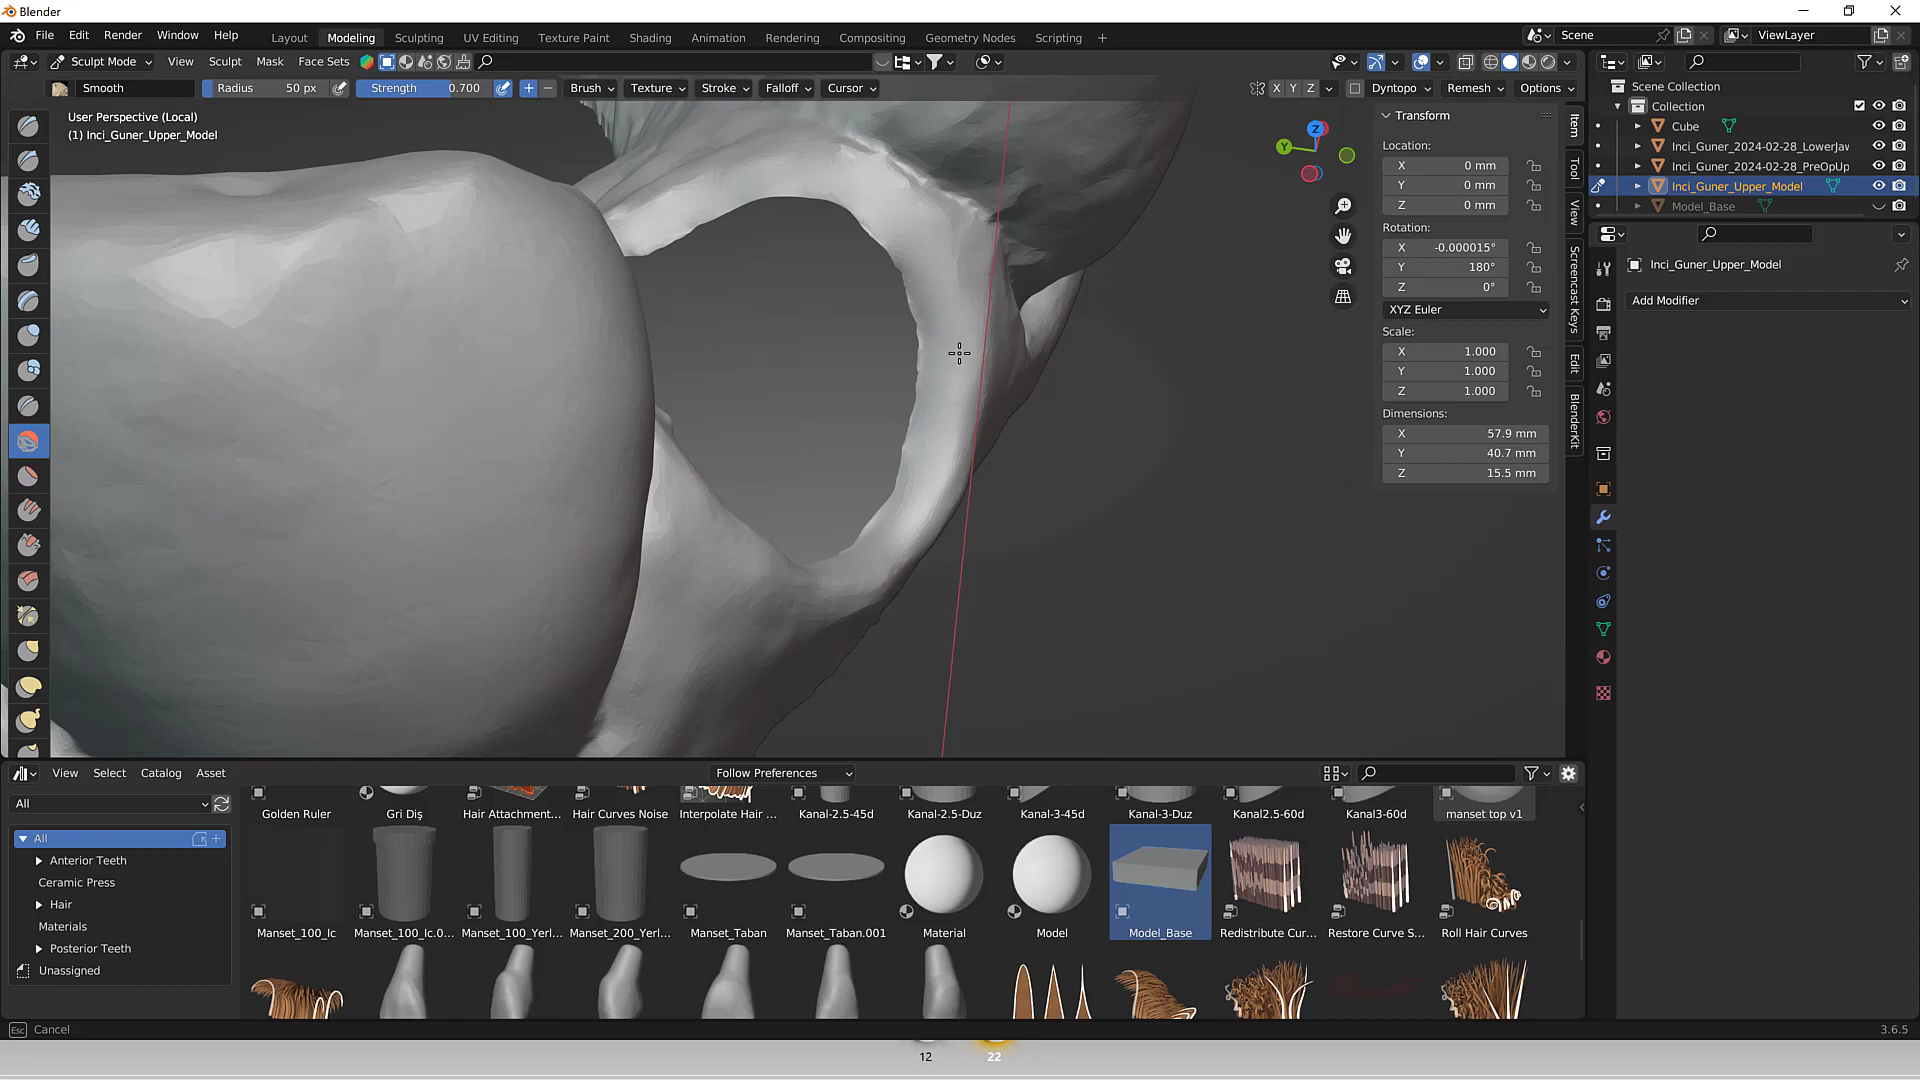 Blender
File Edit Render Window Help Layout Modeling Sculpting UV Editing Texture Paint Shading Animation Rendering Compositing Geometry Nodes Scripting + Scene ViewLayer
Sculpt Mode View Sculpt Mask Face Sets
Smooth Radius 50 px Strength 0.700 Brush Texture Stroke Falloff Cursor X Y Z Dyntopo Remesh Options
User Perspective (Local)
(1) Inci_Guner_Upper_Model
Z
Y
Transform
Location:
X 0 mm
Y 0 mm
Z 0 mm
Rotation:
X -0.000015°
Y 180°
Z 0°
XYZ Euler
Scale:
X 1.000
Y 1.000
Z 1.000
Dimensions:
X 57.9 mm
Y 40.7 mm
Z 15.5 mm
Item
Tool
View
Screencast Keys
Edit
BlenderKit
Scene Collection
Collection
Cube
Inci_Guner_2024-02-28_LowerJaw
Inci_Guner_2024-02-28_PreOpUp
Inci_Guner_Upper_Model
Model_Base
Inci_Guner_Upper_Model
Add Modifier
View Select Catalog Asset Follow Preferences
All
All
Anterior Teeth
Ceramic Press
Hair
Materials
Posterior Teeth
Unassigned
Golden Ruler Gri Diş Hair Attachment... Hair Curves Noise Interpolate Hair ... Kanal-2.5-45d Kanal-2.5-Duz Kanal-3-45d Kanal-3-Duz Kanal2.5-60d Kanal3-60d manset top v1
Manset_100_Ic Manset_100_Ic.0... Manset_100_Yerl... Manset_200_Yerl... Manset_Taban Manset_Taban.001 Material Model Model_Base Redistribute Cur... Restore Curve S... Roll Hair Curves
Esc Cancel 3.6.5
12 22